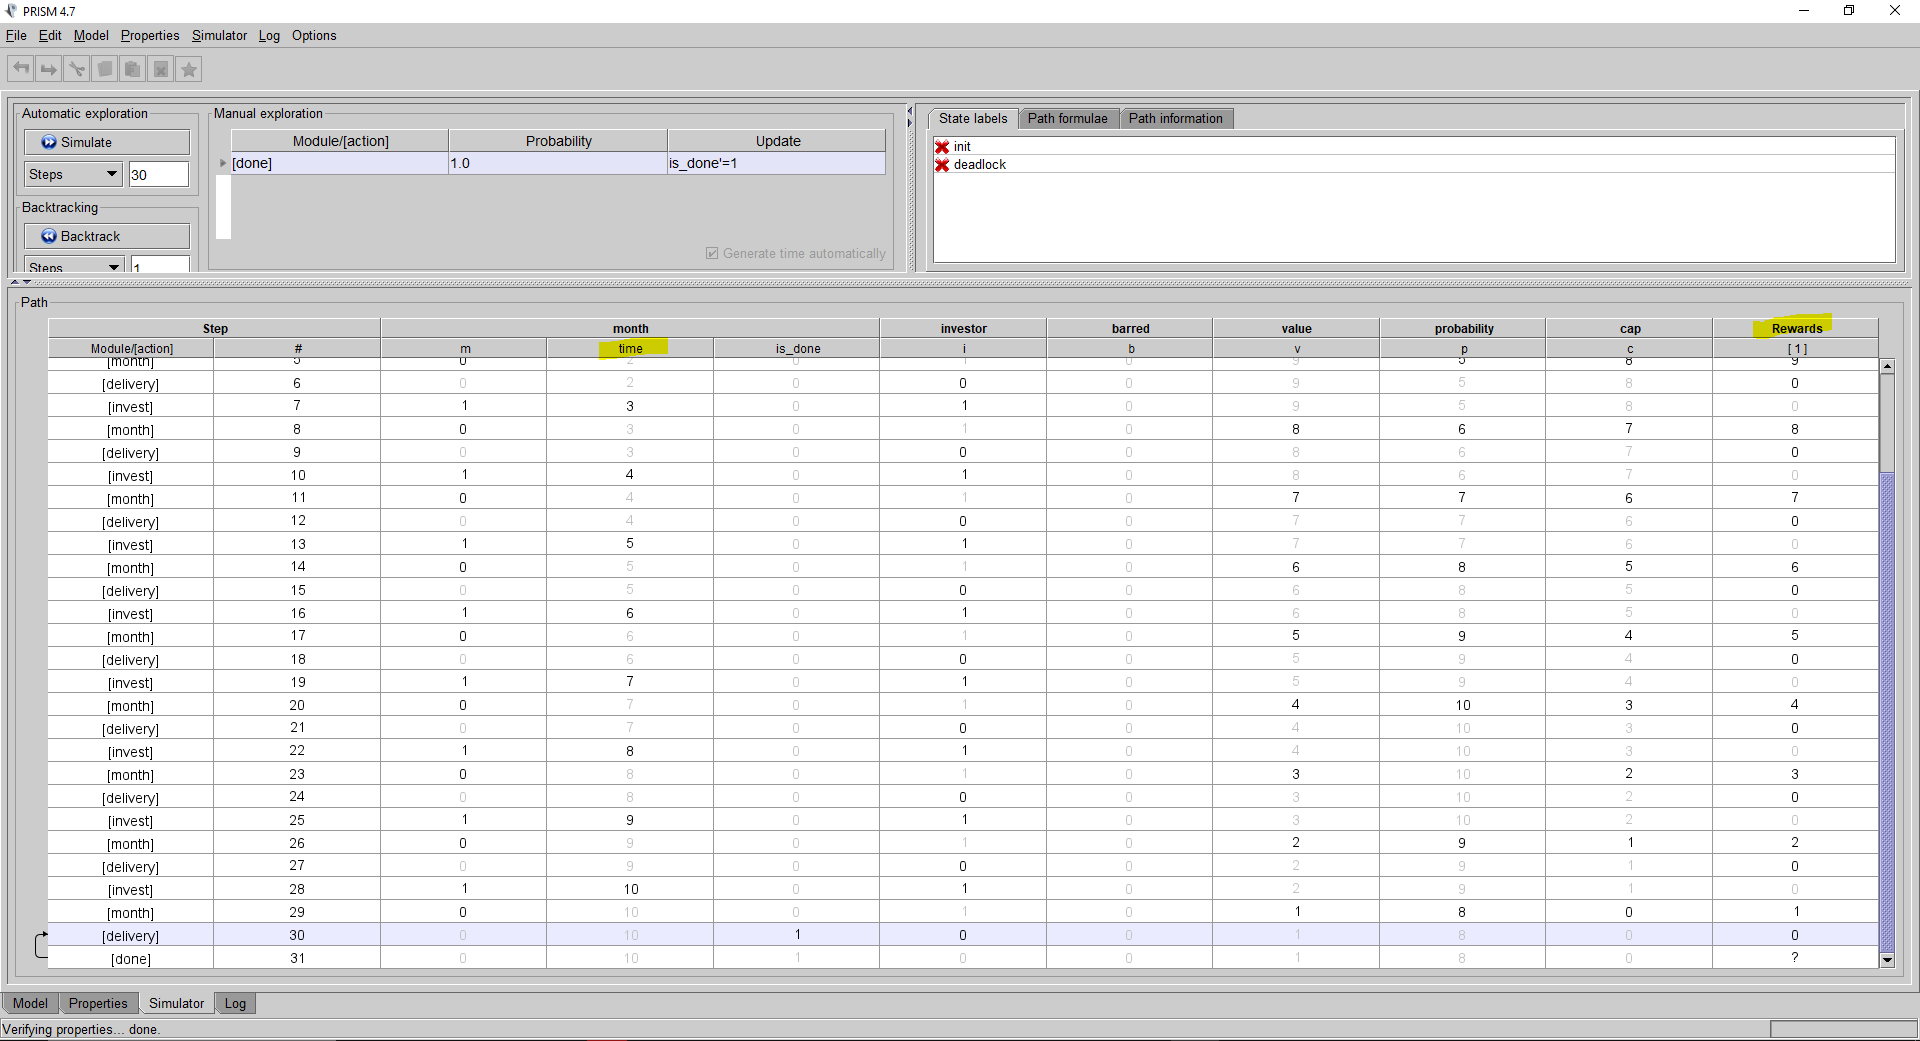 PRISM 4.7
File Edit Model Properties Simulator Log Options
Automatic exploration
Simulate
Steps 30
Backtracking
Backtrack
Steps 1
Manual exploration
Module/[action] Probability Update
[done] 1.0 is_done'=1
Generate time automatically
State labels Path formulae Path information
init
deadlock
Path
Step month investor barred value probability cap Rewards
Module/[action] # m time is_done i b v p c [ 1 ]
[month] 5 0 2 0 1 0 9 5 8 9
[delivery] 6 0 2 0 0 0 9 5 8 0
[invest] 7 1 3 0 1 0 9 5 8 0
[month] 8 0 3 0 1 0 8 6 7 8
[delivery] 9 0 3 0 0 0 8 6 7 0
[invest] 10 1 4 0 1 0 8 6 7 0
[month] 11 0 4 0 1 0 7 7 6 7
[delivery] 12 0 4 0 0 0 7 7 6 0
[invest] 13 1 5 0 1 0 7 7 6 0
[month] 14 0 5 0 1 0 6 8 5 6
[delivery] 15 0 5 0 0 0 6 8 5 0
[invest] 16 1 6 0 1 0 6 8 5 0
[month] 17 0 6 0 1 0 5 9 4 5
[delivery] 18 0 6 0 0 0 5 9 4 0
[invest] 19 1 7 0 1 0 5 9 4 0
[month] 20 0 7 0 1 0 4 10 3 4
[delivery] 21 0 7 0 0 0 4 10 3 0
[invest] 22 1 8 0 1 0 4 10 3 0
[month] 23 0 8 0 1 0 3 10 2 3
[delivery] 24 0 8 0 0 0 3 10 2 0
[invest] 25 1 9 0 1 0 3 10 2 0
[month] 26 0 9 0 1 0 2 9 1 2
[delivery] 27 0 9 0 0 0 2 9 1 0
[invest] 28 1 10 0 1 0 2 9 1 0
[month] 29 0 10 0 1 0 1 8 0 1
[delivery] 30 0 10 1 0 0 1 8 0 0
[done] 31 0 10 1 0 0 1 8 0 ?
Model Properties Simulator Log
Verifying properties... done.